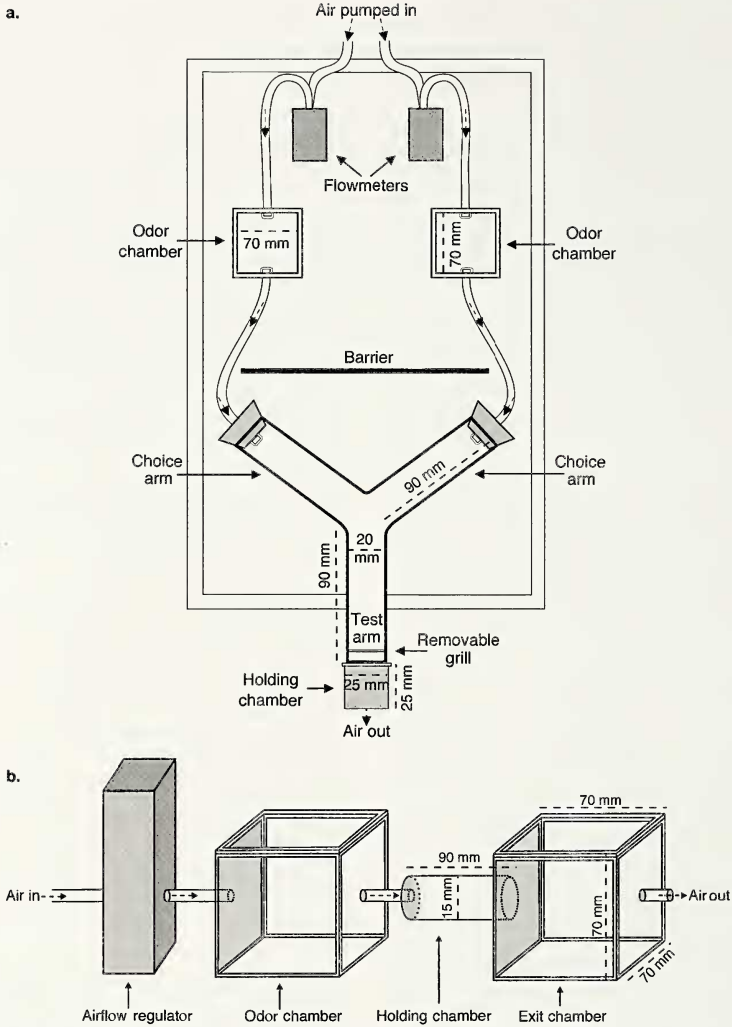 a.
Air pumped in
Flowmeters
Odor
chamber
70 mm
70 mm
Odor
chamber
Barrier
Choice
arm
90 mm
Choice
arm
20
mm
90 mm
Test
arm
Removable
grill
Holding
chamber
25 mm
25 mm
Air out
b.
70 mm
90 mm
Air in
15 mm
70 mm
Air out
70 mm
Airflow regulator
Odor chamber
Holding chamber
Exit chamber